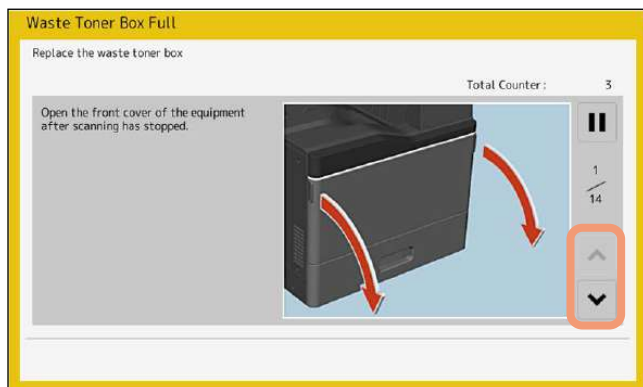 Waste Toner Box Full
Replace the waste toner box
Total Counter : 3
Open the front cover of the equipment
after scanning has stopped.
1
14